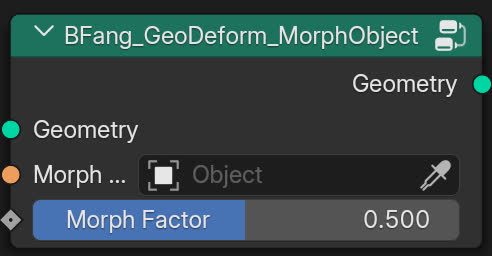 BFang_GeoDeform_MorphObject
Geometry
Geometry
Morph ... Object
Morph Factor 0.500